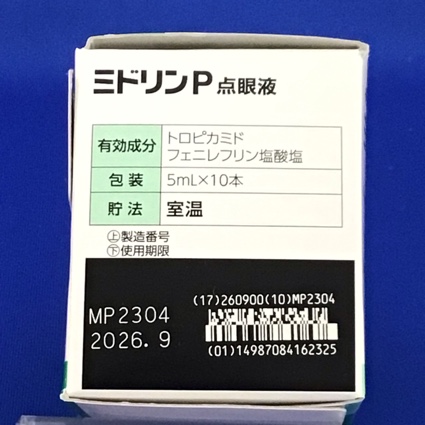 ミドリンP点眼液
有効成分 トロピカミド
フェニレフリン塩酸塩
包装 5mL×10本
貯法 室温
上製造番号
下使用期限
(17)260900(10)MP2304
MP2304
2026.9
(01)14987084162325